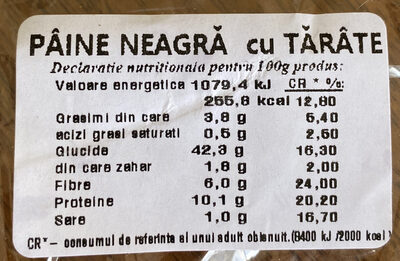 PÂINE NEAGRĂ cu TĂRÂTE
Declaratie nutritionala pentru 100g produs:
Valoare energetica 1079,4 kJ CR * %:
255,8 kcal 12,80
Grasimi din care 3,8 g 5,40
acizi grasi saturati 0,5 g 2,50
Glucide 42,3 g 16,30
din care zahar 1,8 g 2,00
Fibre 6,0 g 24,00
Proteine 10,1 g 20,20
Sare 1,0 g 16,70
CR* - consumul de referinta al unui adult obisnuit.(8400 kJ /2000 kcal)